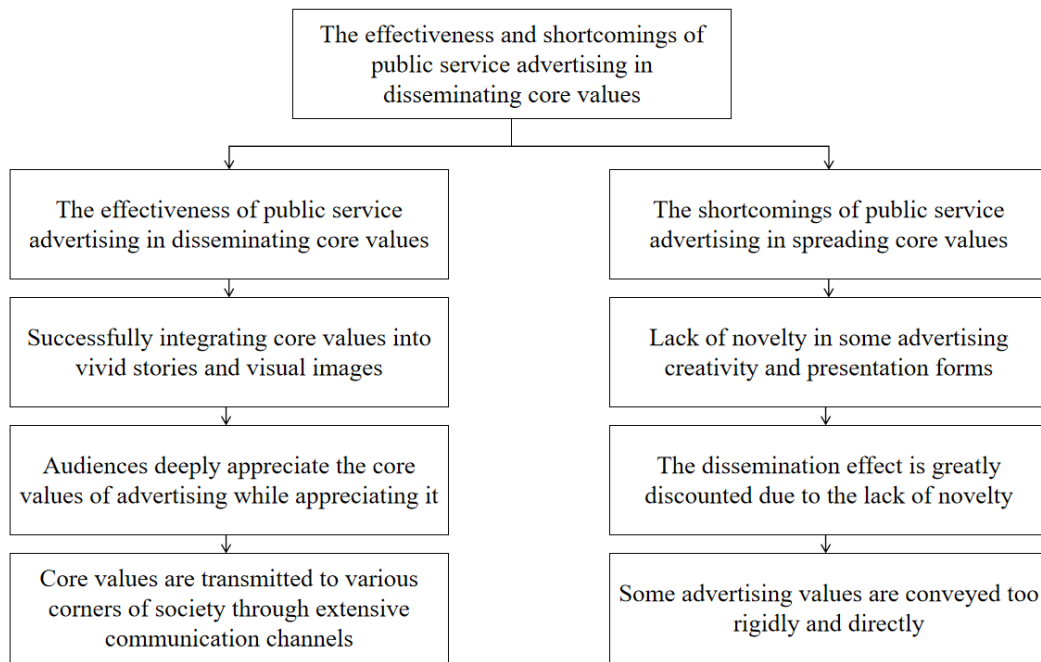 The effectiveness and shortcomings of
public service advertising in
disseminating core values
The effectiveness of public service
advertising in disseminating core values
Successfully integrating core values into
vivid stories and visual images
Audiences deeply appreciate the core
values of advertising while appreciating it
Core values are transmitted to various
corners of society through extensive
communication channels
The shortcomings of public service
advertising in spreading core values
Lack of novelty in some advertising
creativity and presentation forms
The dissemination effect is greatly
discounted due to the lack of novelty
Some advertising values are conveyed too
rigidly and directly